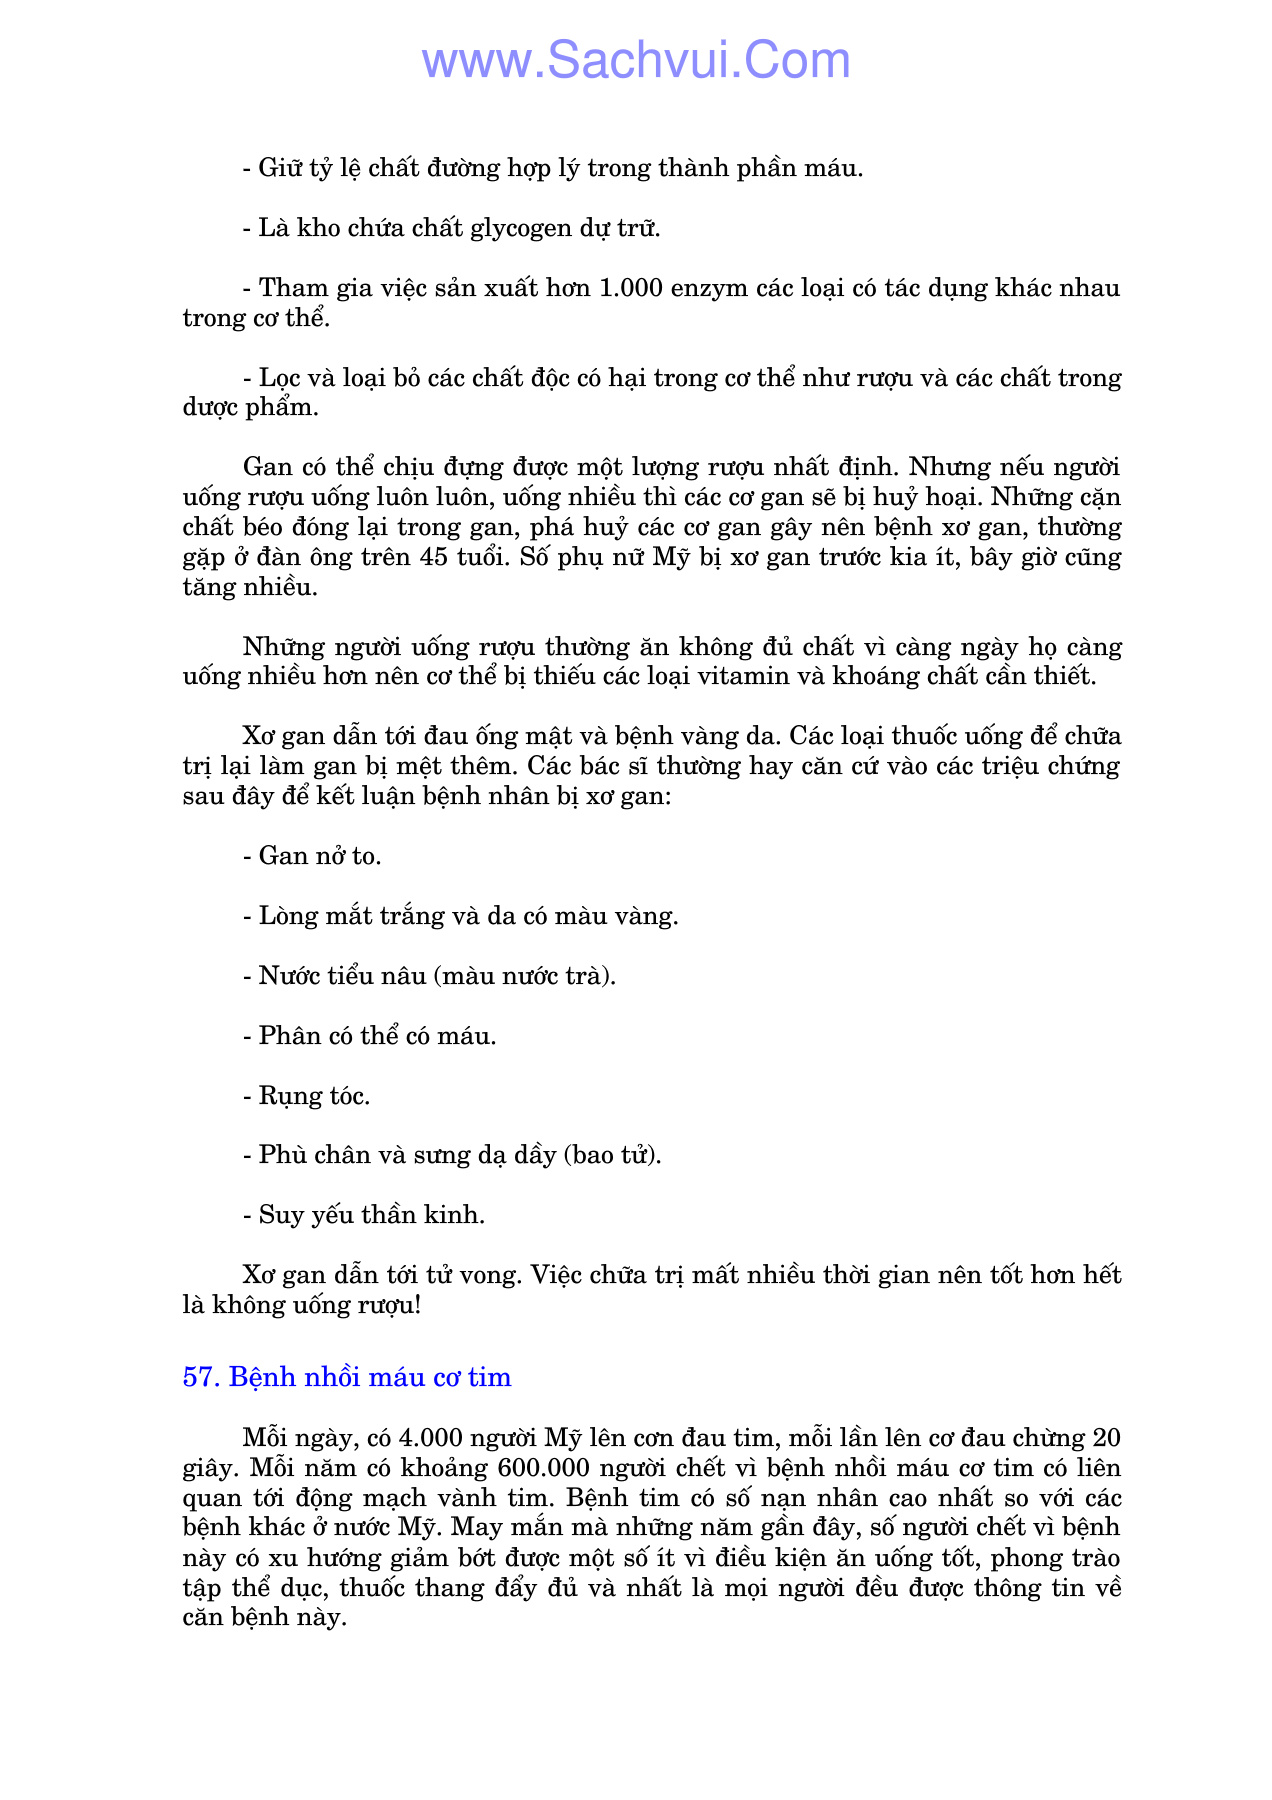 www.Sachvui.Com
- Giữ tỷ lệ chất đường hợp lý trong thành phần máu.
- Là kho chứa chất glycogen dự trữ.
- Tham gia việc sản xuất hơn 1.000 enzym các loại có tác dụng khác nhau
trong cơ thể.
- Lọc và loại bỏ các chất độc có hại trong cơ thể như rượu và các chất trong
dược phẩm.
Gan có thể chịu đựng được một lượng rượu nhất định. Nhưng nếu người
uống rượu uống luôn luôn, uống nhiều thì các cơ gan sẽ bị huỷ hoại. Những cặn
chất béo đóng lại trong gan, phá huỷ các cơ gan gây nên bệnh xơ gan, thường
gặp ở đàn ông trên 45 tuổi. Số phụ nữ Mỹ bị xơ gan trước kia ít, bây giờ cũng
tăng nhiều.
Những người uống rượu thường ăn không đủ chất vì càng ngày họ càng
uống nhiều hơn nên cơ thể bị thiếu các loại vitamin và khoáng chất cần thiết.
Xơ gan dẫn tới đau ống mật và bệnh vàng da. Các loại thuốc uống để chữa
trị lại làm gan bị mệt thêm. Các bác sĩ thường hay căn cứ vào các triệu chứng
sau đây để kết luận bệnh nhân bị xơ gan:
- Gan nở to.
- Lòng mắt trắng và da có màu vàng.
- Nước tiểu nâu (màu nước trà).
- Phân có thể có máu.
- Rụng tóc.
- Phù chân và sưng dạ dầy (bao tử).
- Suy yếu thần kinh.
Xơ gan dẫn tới tử vong. Việc chữa trị mất nhiều thời gian nên tốt hơn hết
là không uống rượu!
57. Bệnh nhồi máu cơ tim
Mỗi ngày, có 4.000 người Mỹ lên cơn đau tim, mỗi lần lên cơ đau chừng 20
giây. Mỗi năm có khoảng 600.000 người chết vì bệnh nhồi máu cơ tim có liên
quan tới động mạch vành tim. Bệnh tim có số nạn nhân cao nhất so với các
bệnh khác ở nước Mỹ. May mắn mà những năm gần đây, số người chết vì bệnh
này có xu hướng giảm bớt được một số ít vì điều kiện ăn uống tốt, phong trào
tập thể dục, thuốc thang đẩy đủ và nhất là mọi người đều được thông tin về
căn bệnh này.